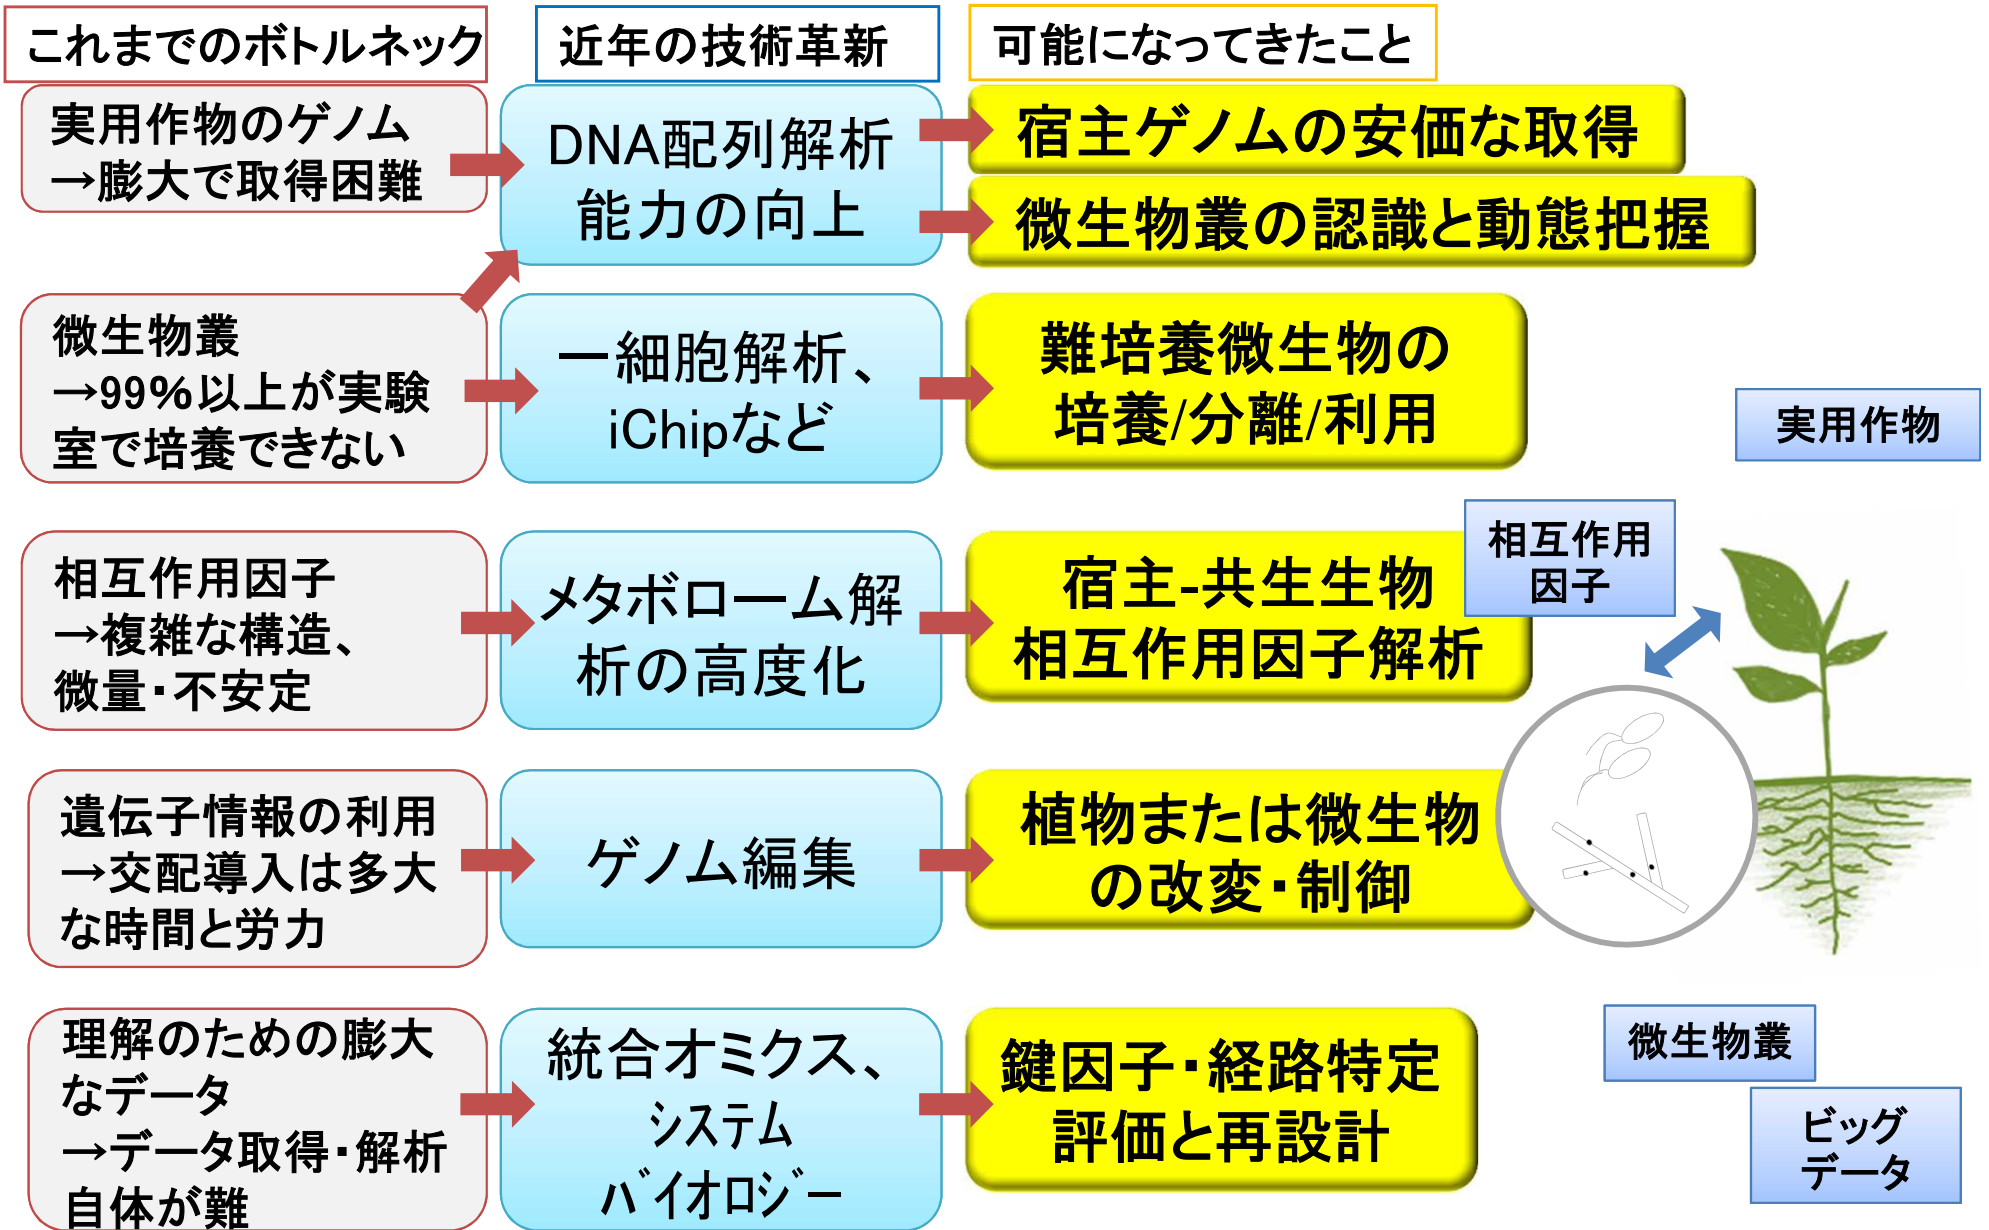 これまでのボトルネック
近年の技術革新
可能になってきたこと
実用作物のゲノム
→膨大で取得困難
DNA配列解析
能力の向上
宿主ゲノムの安価な取得
微生物叢の認識と動態把握
微生物叢
→99%以上が実験
室で培養できない
一細胞解析、
iChipなど
難培養微生物の
培養/分離/利用
実用作物
相互作用因子
→複雑な構造、
微量・不安定
メタボローム解
析の高度化
宿主-共生生物
相互作用因子解析
相互作用
因子
遺伝子情報の利用
→交配導入は多大
な時間と労力
ゲノム編集
植物または微生物
の改変・制御
理解のための膨大
なデータ
→データ取得・解析
自体が難
統合オミクス、
システム
バイオロジー
鍵因子・経路特定
評価と再設計
微生物叢
ビッグ
データ